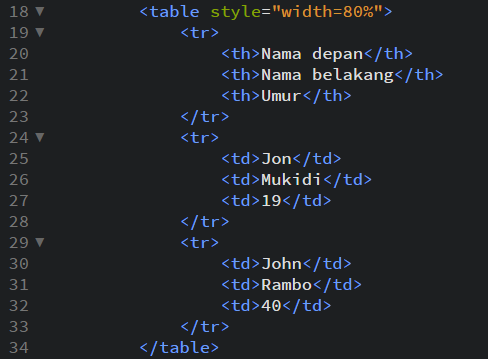 18 <table style="width=80%">
19 <tr>
20 <th>Nama depan</th>
21 <th>Nama belakang</th>
22 <th>Umur</th>
23 </tr>
24 <tr>
25 <td>Jon</td>
26 <td>Mukidi</td>
27 <td>19</td>
28 </tr>
29 <tr>
30 <td>John</td>
31 <td>Rambo</td>
32 <td>40</td>
33 </tr>
34 </table>